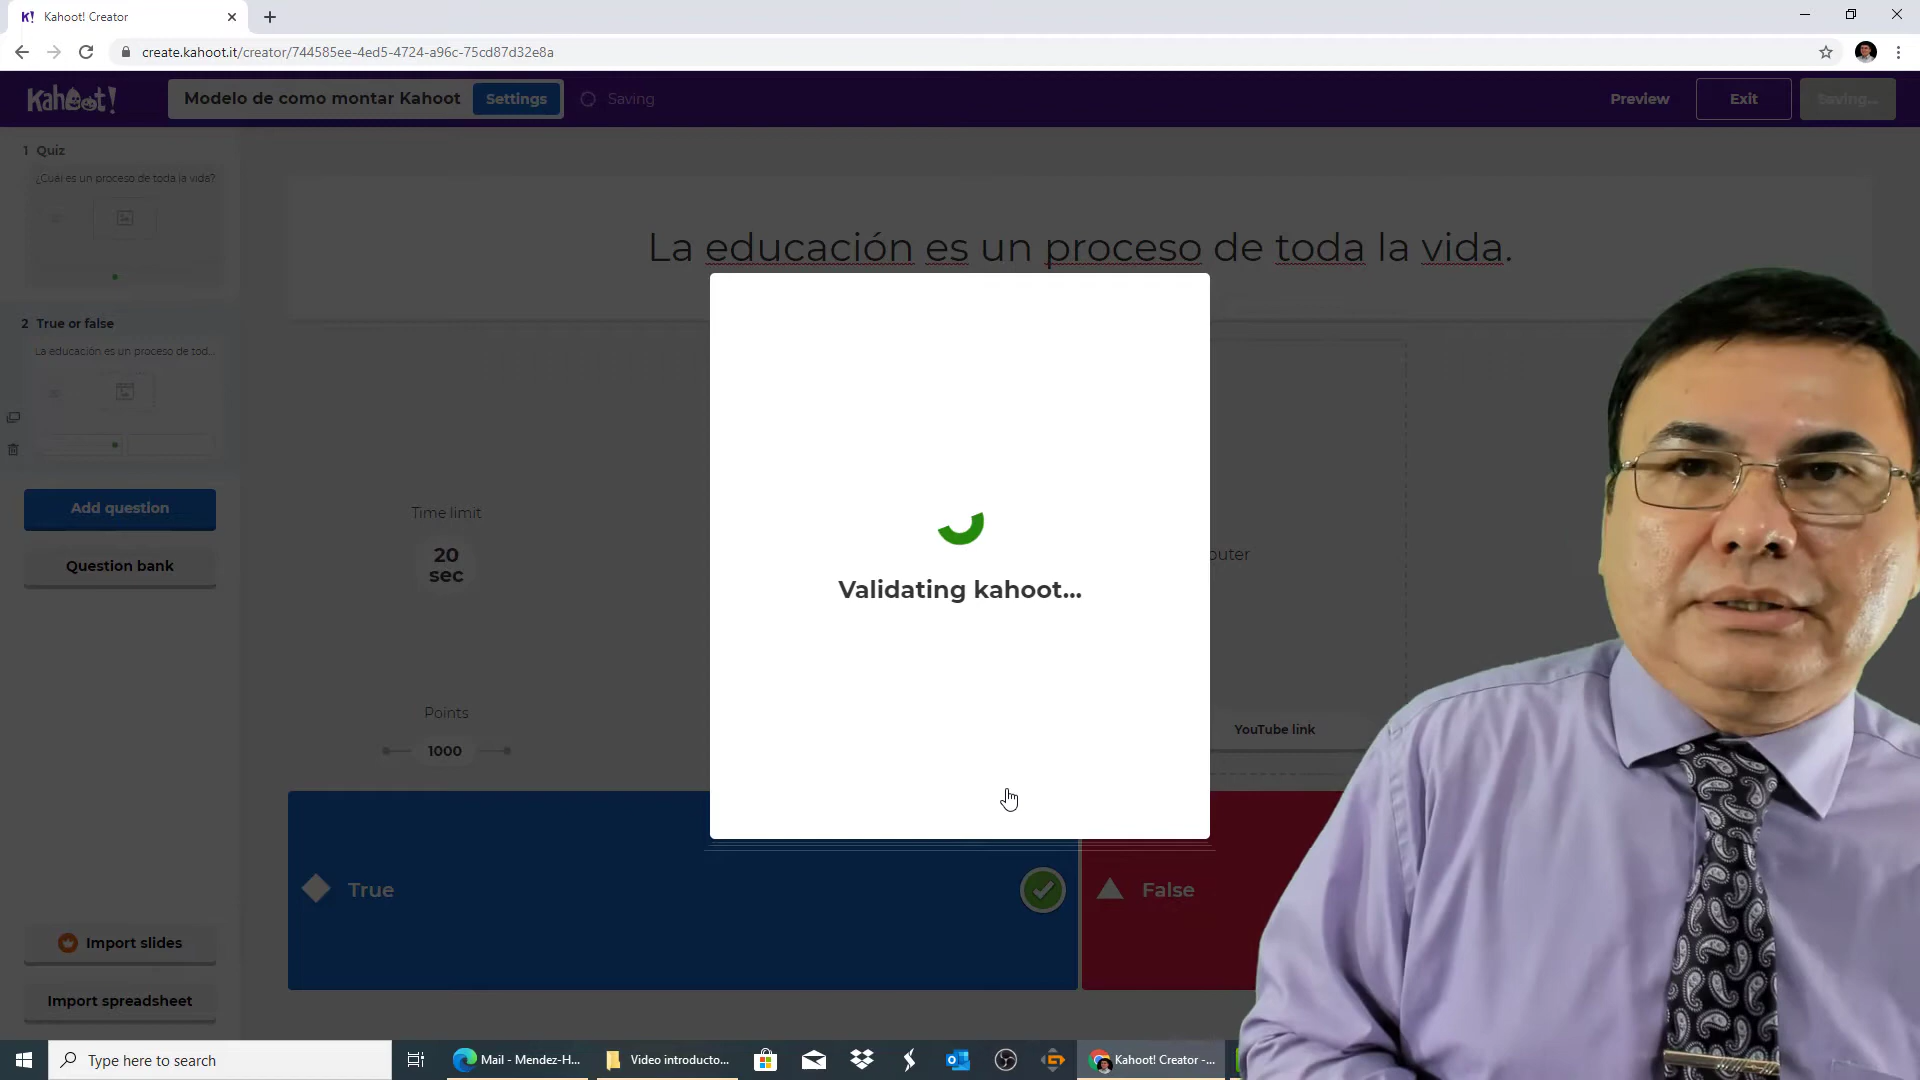 Kahoot! Creator
create.kahoot.it/creator/744585ee-4ed5-4724-a96c-75cd87d32e8a
Kahoot!
Modelo de como montar Kahoot
Settings
Saving
Preview
Exit
Saving...
1 Quiz
¿Cuál es un proceso de toda la vida?
2 True or false
La educación es un proceso de tod...
Add question
Question bank
Import slides
Import spreadsheet
La educación es un proceso de toda la vida.
Time limit
20
sec
Points
1000
Validating kahoot...
YouTube link
True
False
Type here to search
Mail - Mendez-H...
Video introducto...
Kahoot! Creator -...